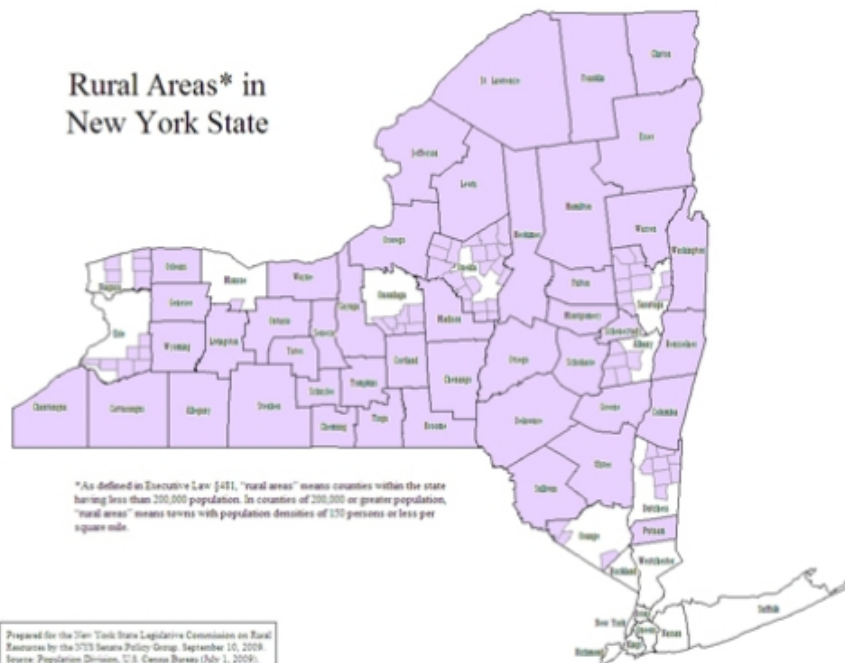 Rural Areas* in
New York State
Clinton
St. Lawrence
Franklin
Essex
Jefferson
Lewis
Hamilton
Herkimer
Warren
Washington
Oswego
Oneida
Orleans
Monroe
Wayne
Niagara
Onondaga
Fulton
Saratoga
Genesee
Cayuga
Madison
Montgomery
Erie
Ontario
Seneca
Schenectady
Wyoming
Livingston
Yates
Cortland
Otsego
Schoharie
Albany
Rensselaer
Tompkins
Chenango
Schuyler
Chautauqua
Cattaraugus
Allegany
Steuben
Chemung
Tioga
Broome
Delaware
Greene
Columbia
Ulster
Sullivan
Dutchess
*As defined in Executive Law §481, "rural areas" means counties within the state
having less than 200,000 population. In counties of 200,000 or greater population,
"rural areas" means towns with population densities of 150 persons or less per
square mile.
Orange
Putnam
Westchester
Rockland
Suffolk
New York
Bronx
Queens
Nassau
Kings
Richmond
Prepared for the New York State Legislative Commission on Rural
Resources by the NYS Senate Policy Group. September 10, 2009.
Source: Population Division, U.S. Census Bureau (July 1, 2009).